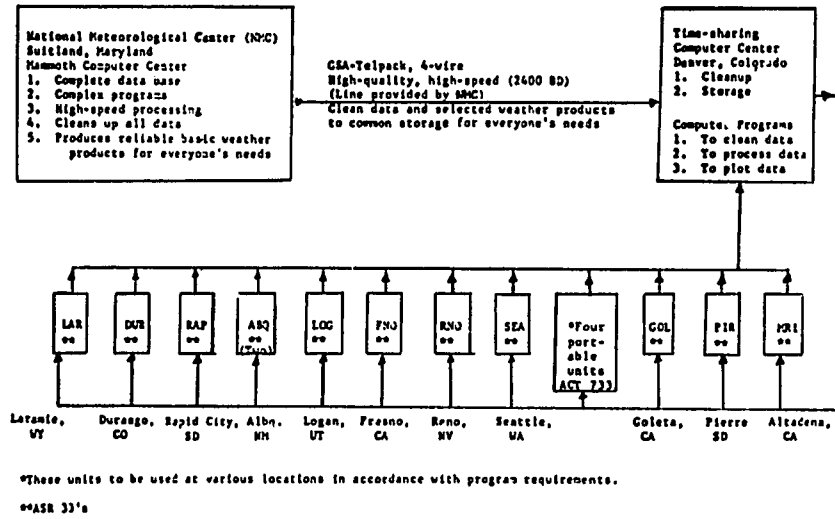 National Meteorological Center (NMC)
Suitland, Maryland
Mammoth Computer Center
1. Complete data base
2. Complex programs
3. High-speed processing
4. Cleans up all data
5. Produces reliable basic weather
products for everyone's needs
GSA-Telpack, 4-wire
High-quality, high-speed (2400 BD)
(Line provided by NMC)
Clean data and selected weather products
to common storage for everyone's needs
Time-sharing
Computer Center
Denver, Colorado
1. Cleanup
2. Storage
Computer Programs
1. To clean data
2. To process data
3. To plot data
LAR
**
DUR
**
RAP
**
ABQ
**
(Two)
LOG
**
FNO
**
RNO
**
SEA
**
*Four
port-
able
units
ACT 733
GOL
**
PIR
**
MRI
**
Laramie,
WY
Durango,
CO
Rapid City,
SD
Albq,
NM
Logan,
UT
Fresno,
CA
Reno,
NV
Seattle,
WA
Goleta,
CA
Pierre
SD
Altadena,
CA
*These units to be used at various locations in accordance with program requirements.
**ASR 33's